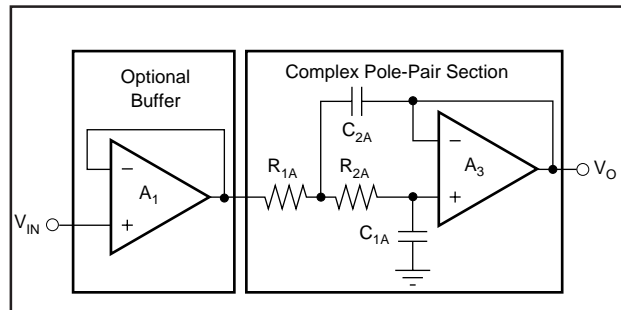 Optional
Buffer
Complex Pole-Pair Section
C2A
R1A
R2A
A1
A3
VIN
VO
C1A
−
+
−
+